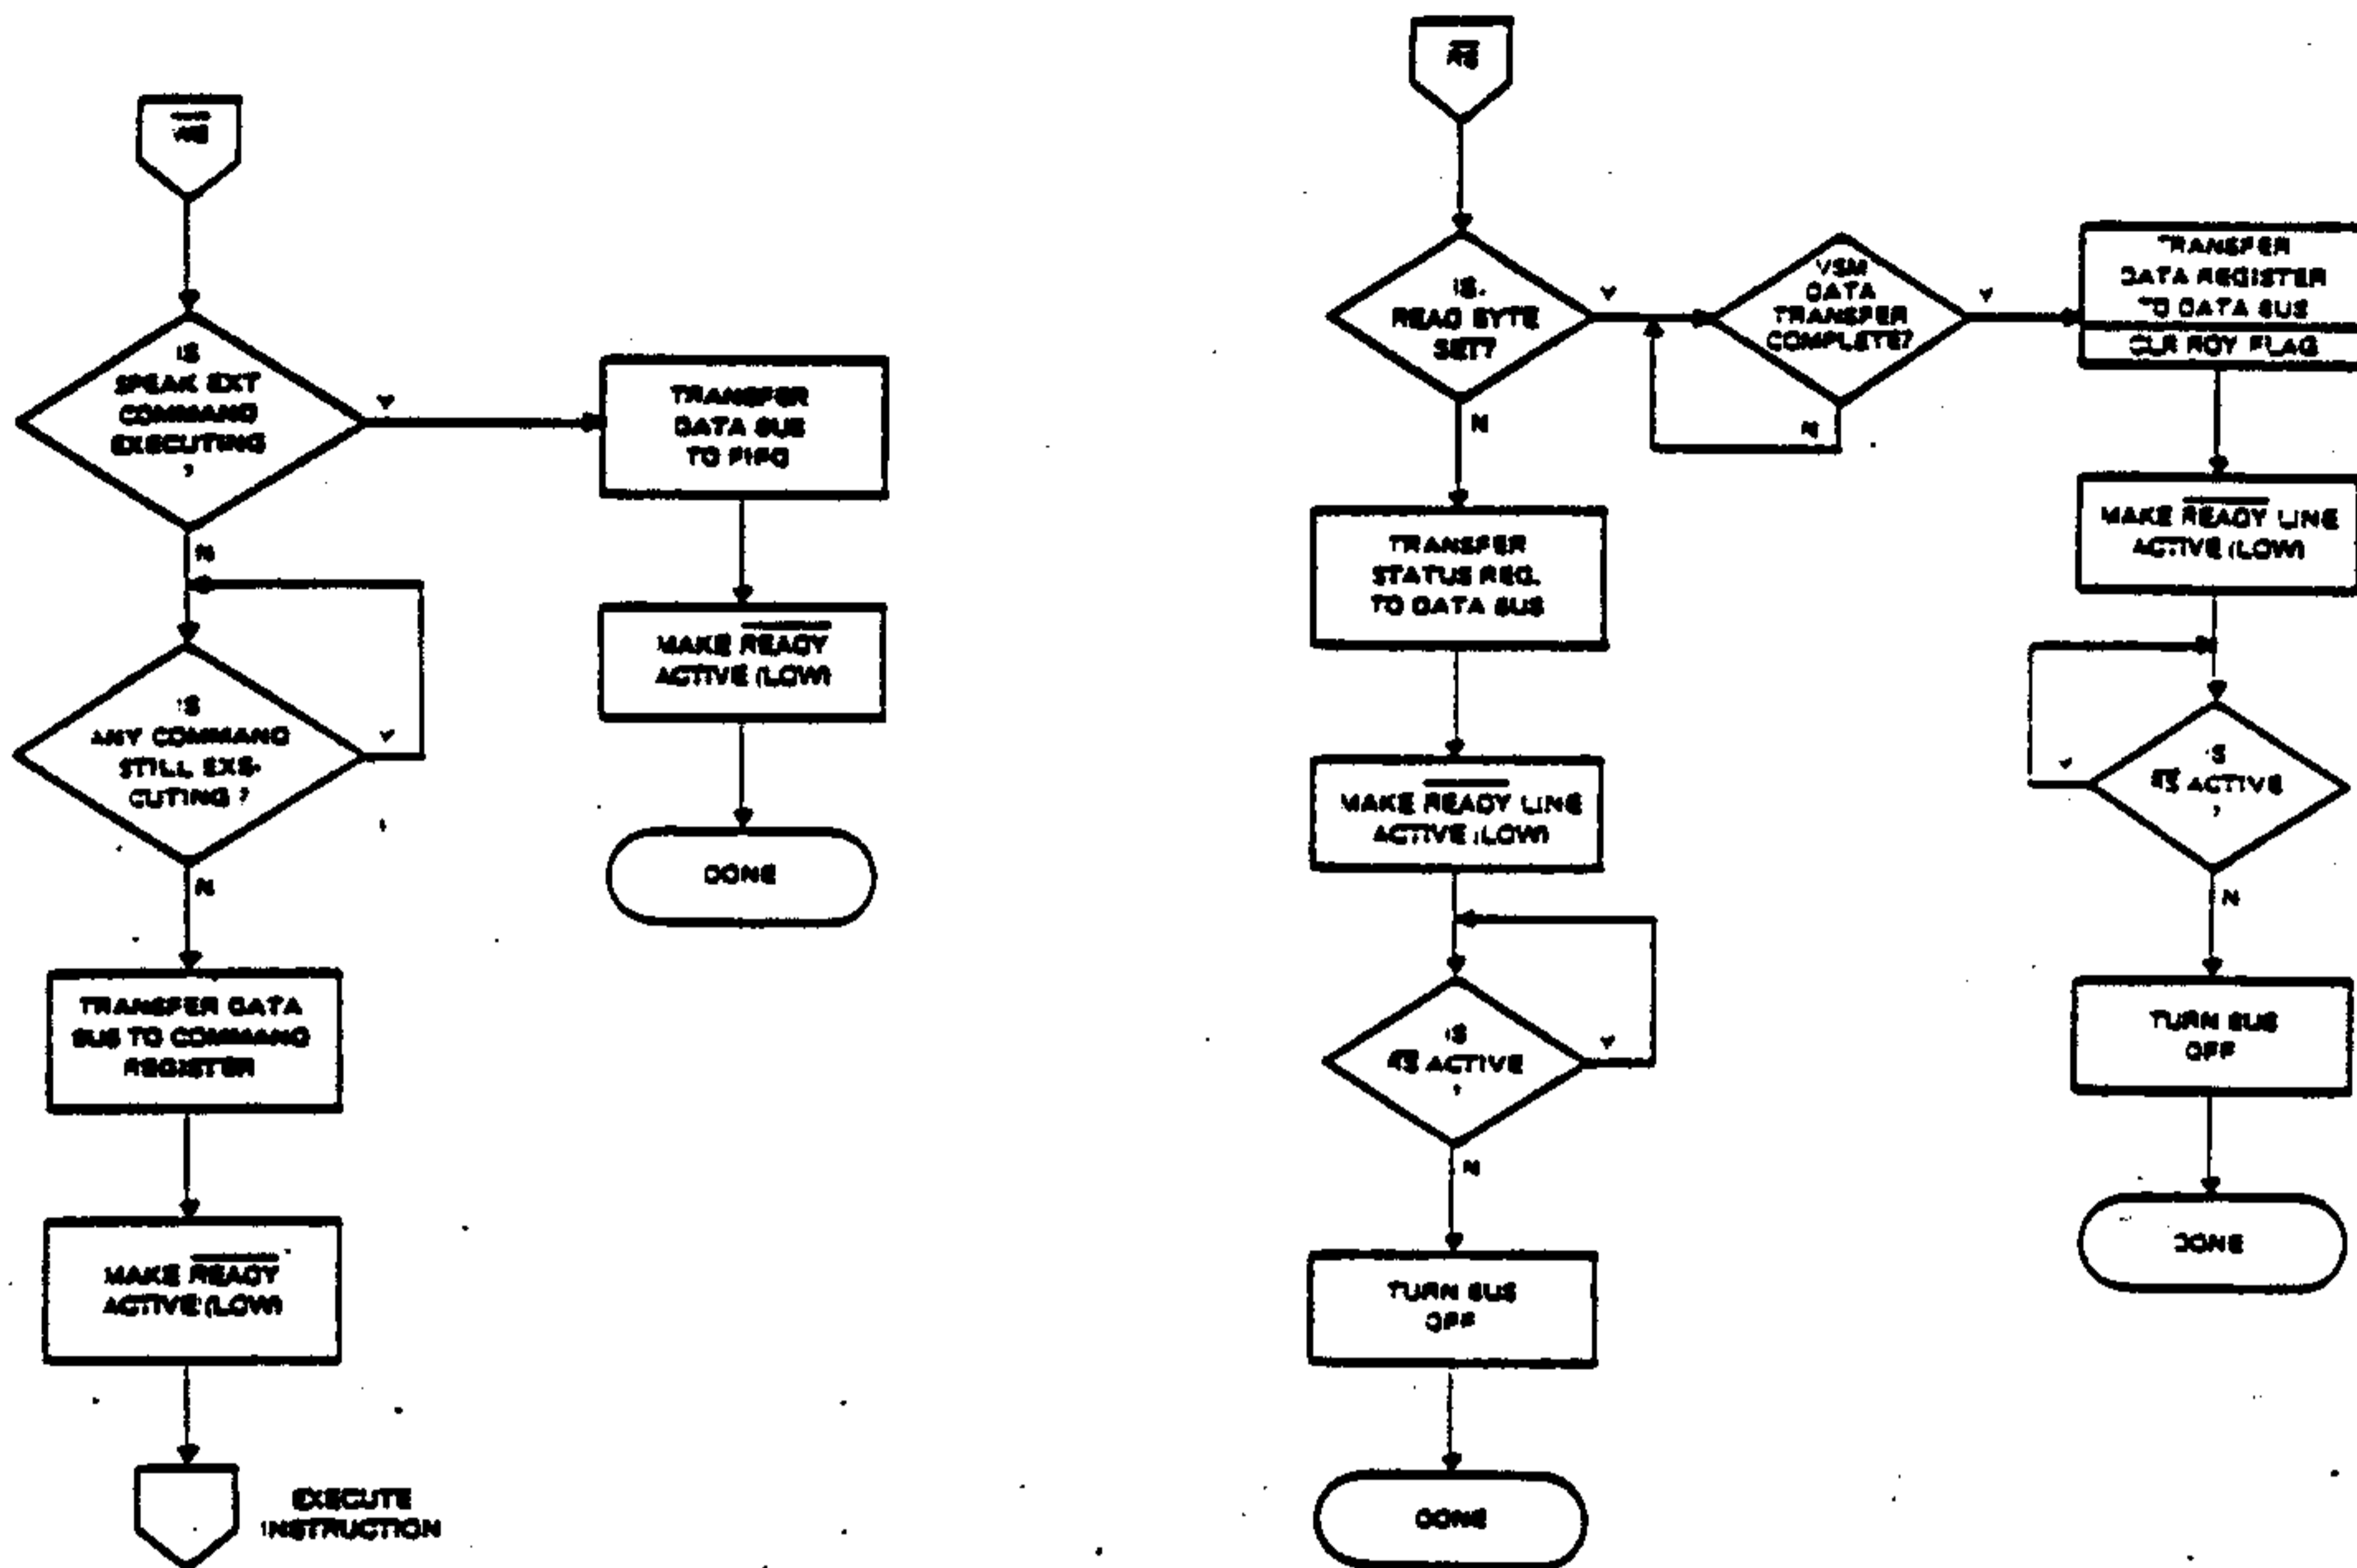 WS
IS
SPEAK EXT
COMMAND
EXECUTING
?
Y
N
TRANSFER
DATA BUS
TO FIFO
MAKE READY
ACTIVE (LOW)
DONE
IS
ANY COMMAND
STILL EXE-
CUTING ?
Y
N
TRANSFER DATA
BUS TO COMMAND
REGISTER
MAKE READY
ACTIVE (LOW)
EXECUTE
INSTRUCTION
RS
IS
READ BYTE
SET?
Y
N
VSM
DATA
TRANSFER
COMPLETE?
Y
N
TRANSFER
DATA REGISTER
TO DATA BUS
CLR RDY FLAG
MAKE READY LINE
ACTIVE (LOW)
IS
RS ACTIVE
?
Y
N
TURN BUS
OFF
DONE
TRANSFER
STATUS REG.
TO DATA BUS
MAKE READY LINE
ACTIVE (LOW)
IS
RS ACTIVE
?
Y
N
TURN BUS
OFF
DONE